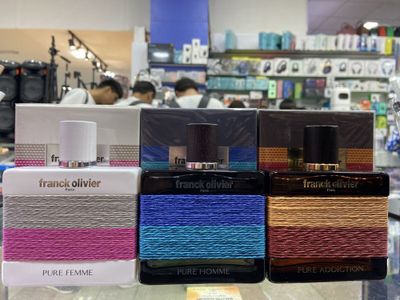 franck olivier
Paris
PURE FEMME
franck olivier
Paris
PURE HOMME
franck olivier
Paris
PURE ADDICTION